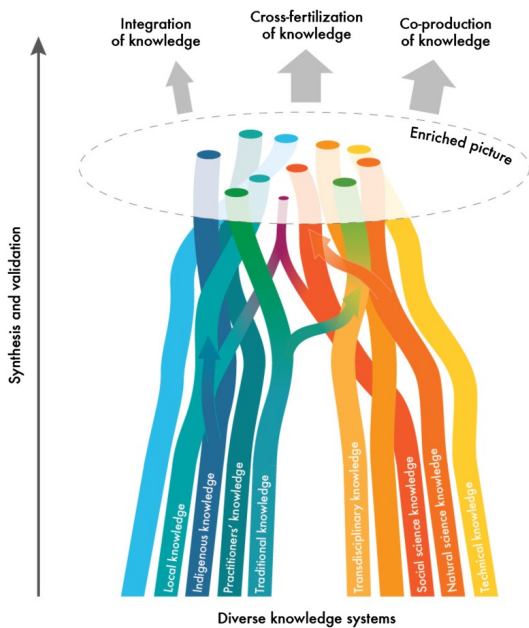 Integration
of knowledge
Cross-fertilization
of knowledge
Co-production
of knowledge
Enriched picture
Synthesis and validation
Local knowledge
Indigenous knowledge
Practitioners' knowledge
Traditional knowledge
Transdisciplinary knowledge
Social science knowledge
Natural science knowledge
Technical knowledge
Diverse knowledge systems